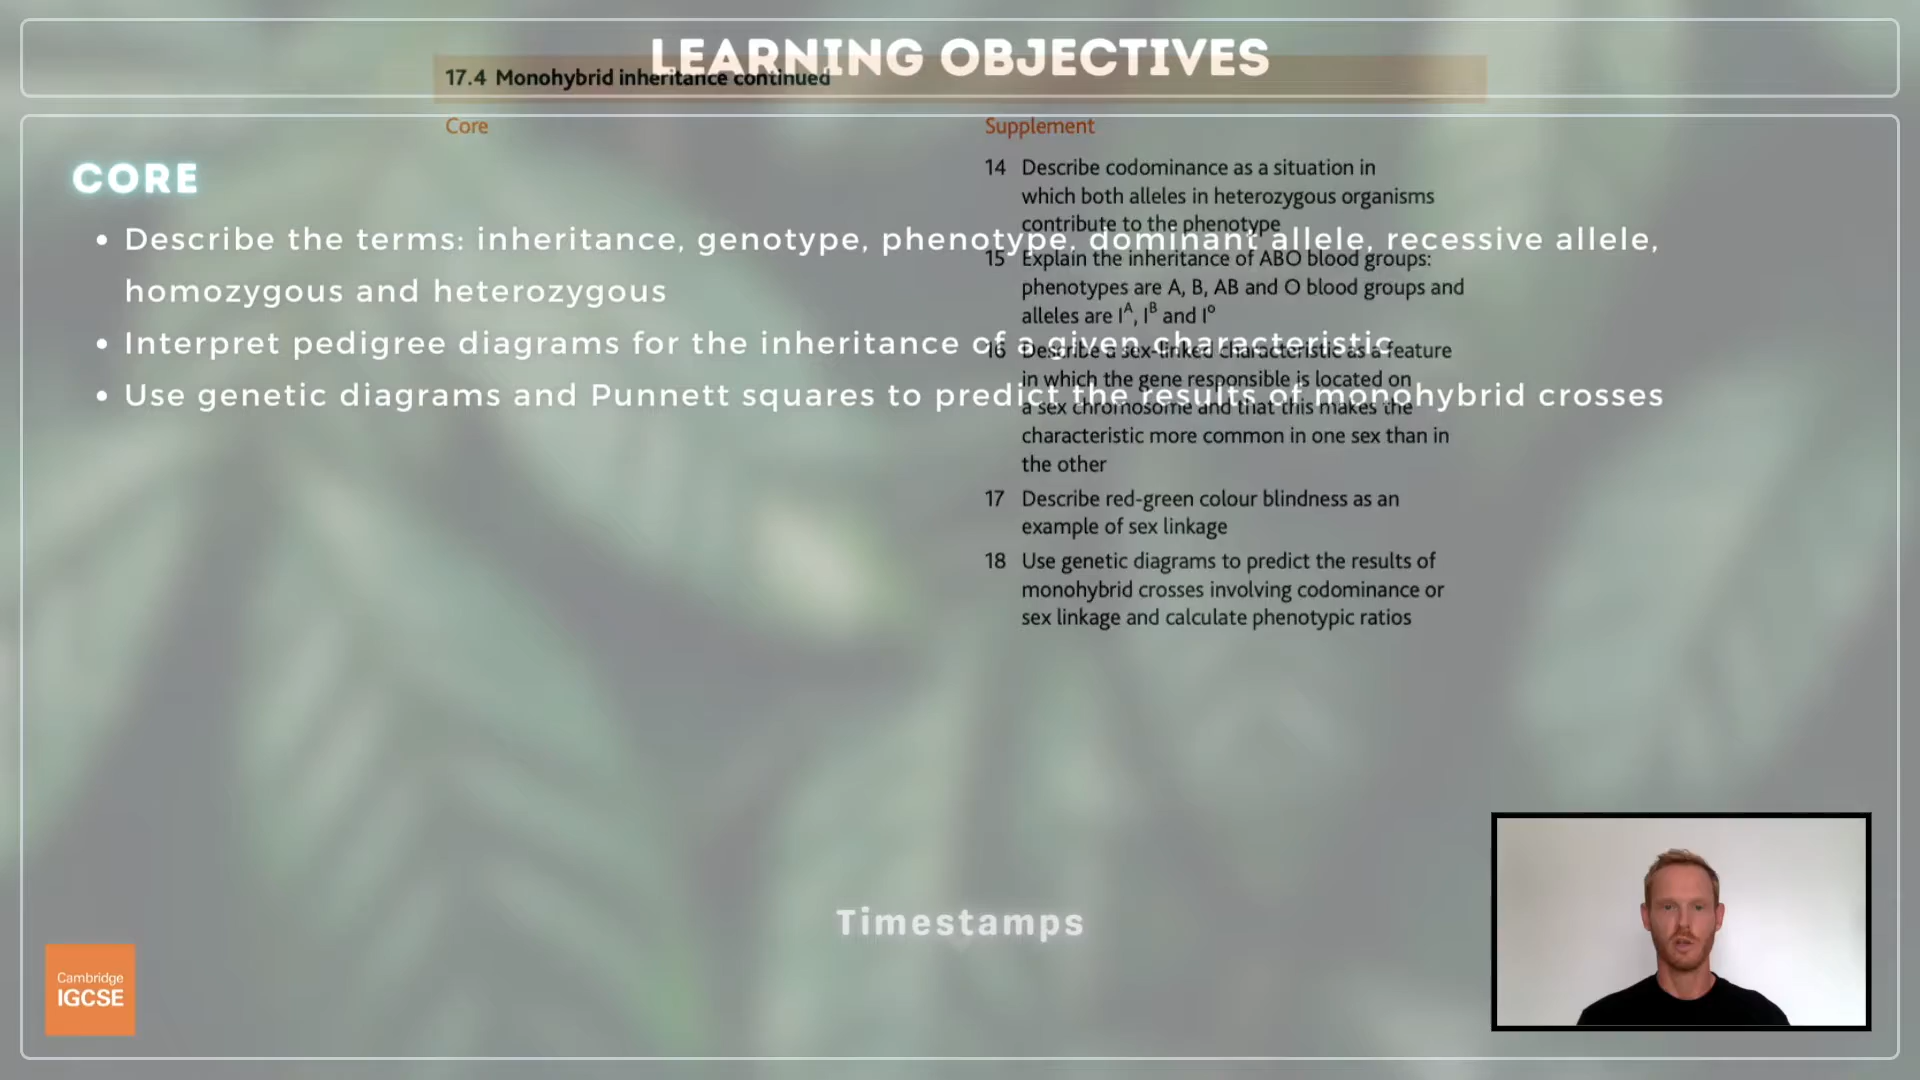 LEARNING OBJECTIVES
17.4 Monohybrid inheritance continued
Core
Supplement
CORE
• Describe the terms: inheritance, genotype, phenotype, dominant allele, recessive allele,
homozygous and heterozygous
• Interpret pedigree diagrams for the inheritance of a given characteristic
• Use genetic diagrams and Punnett squares to predict the results of monohybrid crosses
14 Describe codominance as a situation in
which both alleles in heterozygous organisms
contribute to the phenotype
15 Explain the inheritance of ABO blood groups:
phenotypes are A, B, AB and O blood groups and
alleles are Iᴬ, Iᴮ and Iᵒ
16 Describe a sex-linked characteristic as a feature
in which the gene responsible is located on
a sex chromosome and that this makes the
characteristic more common in one sex than in
the other
17 Describe red-green colour blindness as an
example of sex linkage
18 Use genetic diagrams to predict the results of
monohybrid crosses involving codominance or
sex linkage and calculate phenotypic ratios
Timestamps
Cambridge
IGCSE